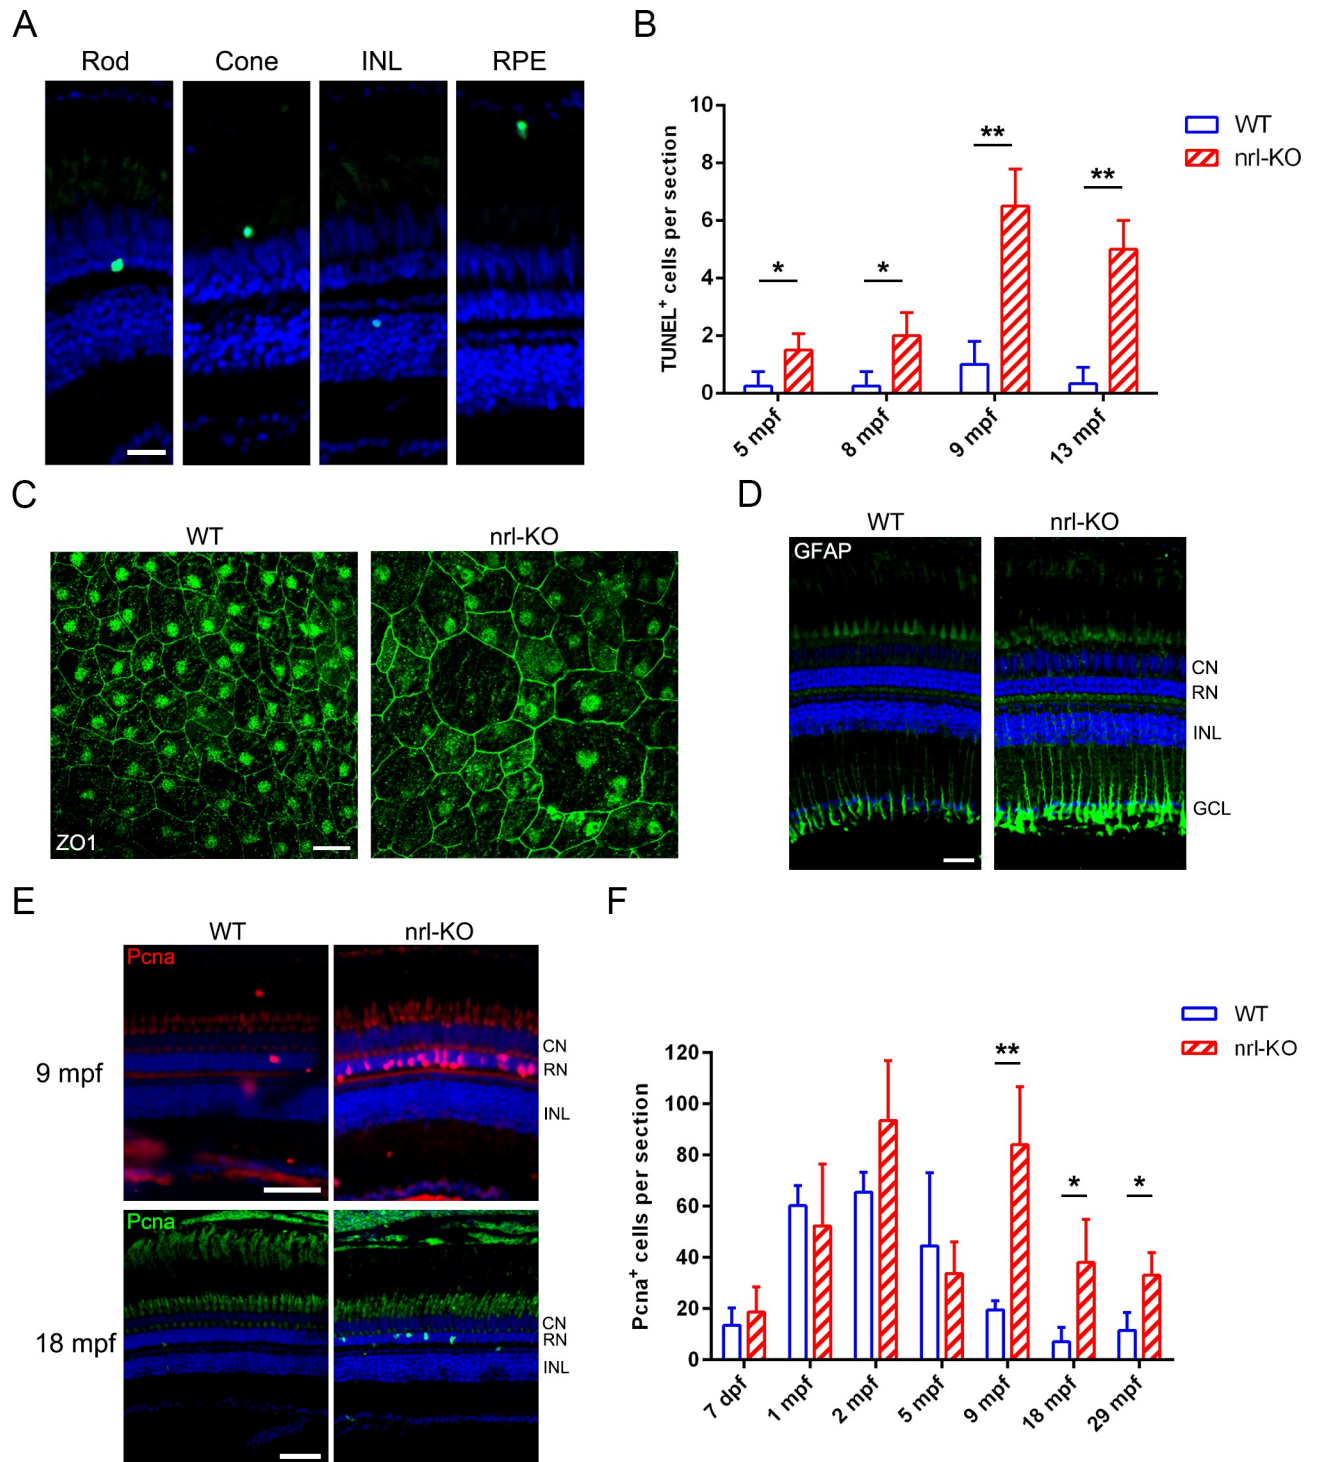 A
Rod
Cone
INL
RPE
B
TUNEL⁺ cells per section
10
8
6
4
2
0
*
*
**
**
5 mpf
8 mpf
9 mpf
13 mpf
WT
nrl-KO
C
WT
nrl-KO
ZO1
D
WT
nrl-KO
GFAP
CN
RN
INL
GCL
E
WT
nrl-KO
9 mpf
Pcna
CN
RN
INL
18 mpf
Pcna
CN
RN
INL
F
Pcna⁺ cells per section
120
100
80
60
40
20
0
**
*
*
7 dpf
1 mpf
2 mpf
5 mpf
9 mpf
18 mpf
29 mpf
WT
nrl-KO